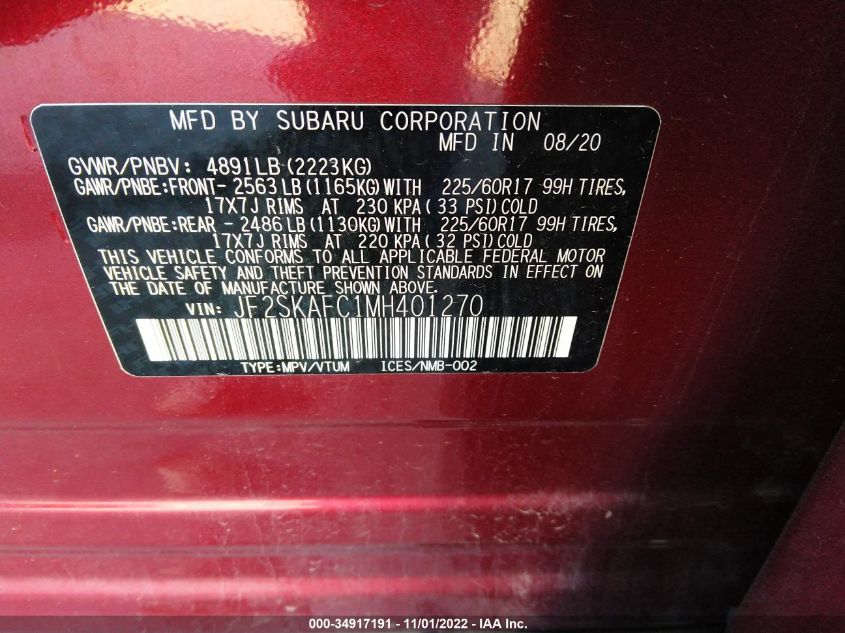 MFD BY SUBARU CORPORATION
MFD IN 08/20
GVWR/PNBV: 4891LB (2223KG)
GAWR/PNBE:FRONT- 2563 LB (1165KG) WITH 225/60R17 99H TIRES,
17X7J RIMS AT 230 KPA ( 33 PSI) COLD
GAWR/PNBE:REAR - 2486 LB (1130KG) WITH 225/60R17 99H TIRES,
17X7J RIMS AT 220 KPA ( 32 PSI) COLD
THIS VEHICLE CONFORMS TO ALL APPLICABLE FEDERAL MOTOR
VEHICLE SAFETY AND THEFT PREVENTION STANDARDS IN EFFECT ON
THE DATE OF MANUFACTURE SHOWN ABOVE.
VIN: JF2SKAFC1MH401270
TYPE:MPV/VTUM ICES/NMB-002
000-34917191 - 11/01/2022 - IAA Inc.